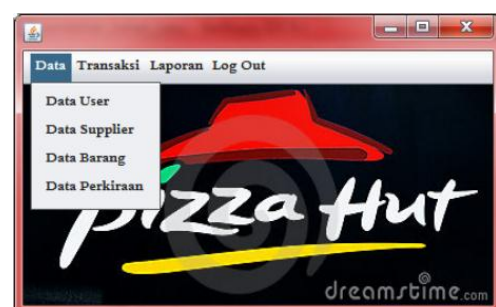 Data Transaksi Laporan Log Out
Data User
Data Supplier
Data Barang
Data Perkiraan
Pizza Hut
dreamstime.com